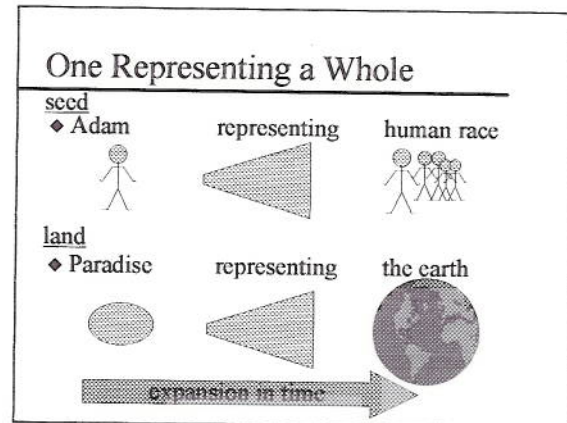 One Representing a Whole
seed
◆ Adam representing human race
land
◆ Paradise representing the earth
expansion in time